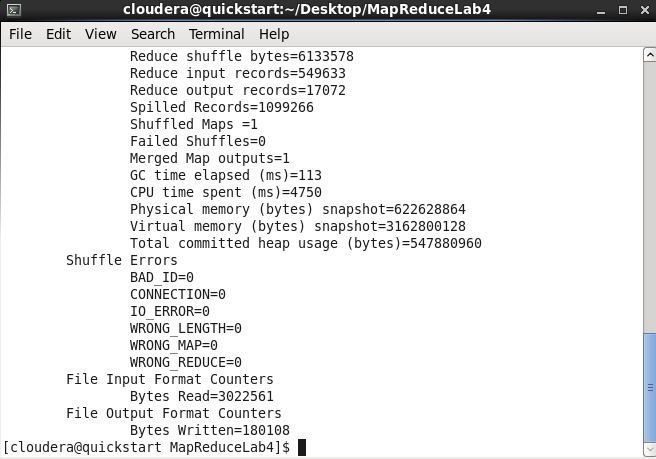 cloudera@quickstart:~/Desktop/MapReduceLab4
File Edit View Search Terminal Help
Reduce shuffle bytes=6133578
Reduce input records=549633
Reduce output records=17072
Spilled Records=1099266
Shuffled Maps =1
Failed Shuffles=0
Merged Map outputs=1
GC time elapsed (ms)=113
CPU time spent (ms)=4750
Physical memory (bytes) snapshot=622628864
Virtual memory (bytes) snapshot=3162800128
Total committed heap usage (bytes)=547880960
Shuffle Errors
BAD_ID=0
CONNECTION=0
IO_ERROR=0
WRONG_LENGTH=0
WRONG_MAP=0
WRONG_REDUCE=0
File Input Format Counters
Bytes Read=3022561
File Output Format Counters
Bytes Written=180108
[cloudera@quickstart MapReduceLab4]$